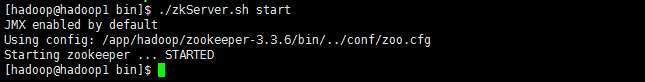 [hadoop@hadoop1 bin]$ ./zkServer.sh start
JMX enabled by default
Using config: /app/hadoop/zookeeper-3.3.6/bin/../conf/zoo.cfg
Starting zookeeper ... STARTED
[hadoop@hadoop1 bin]$